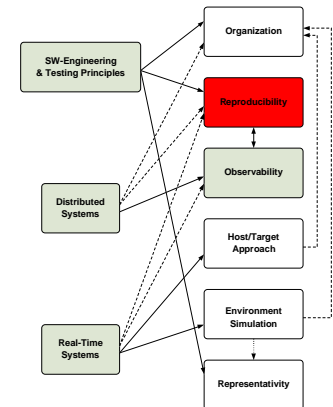 Organization
SW-Engineering
& Testing Principles
Reproducibility
Observability
Distributed
Systems
Host/Target
Approach
Environment
Simulation
Real-Time
Systems
Representativity